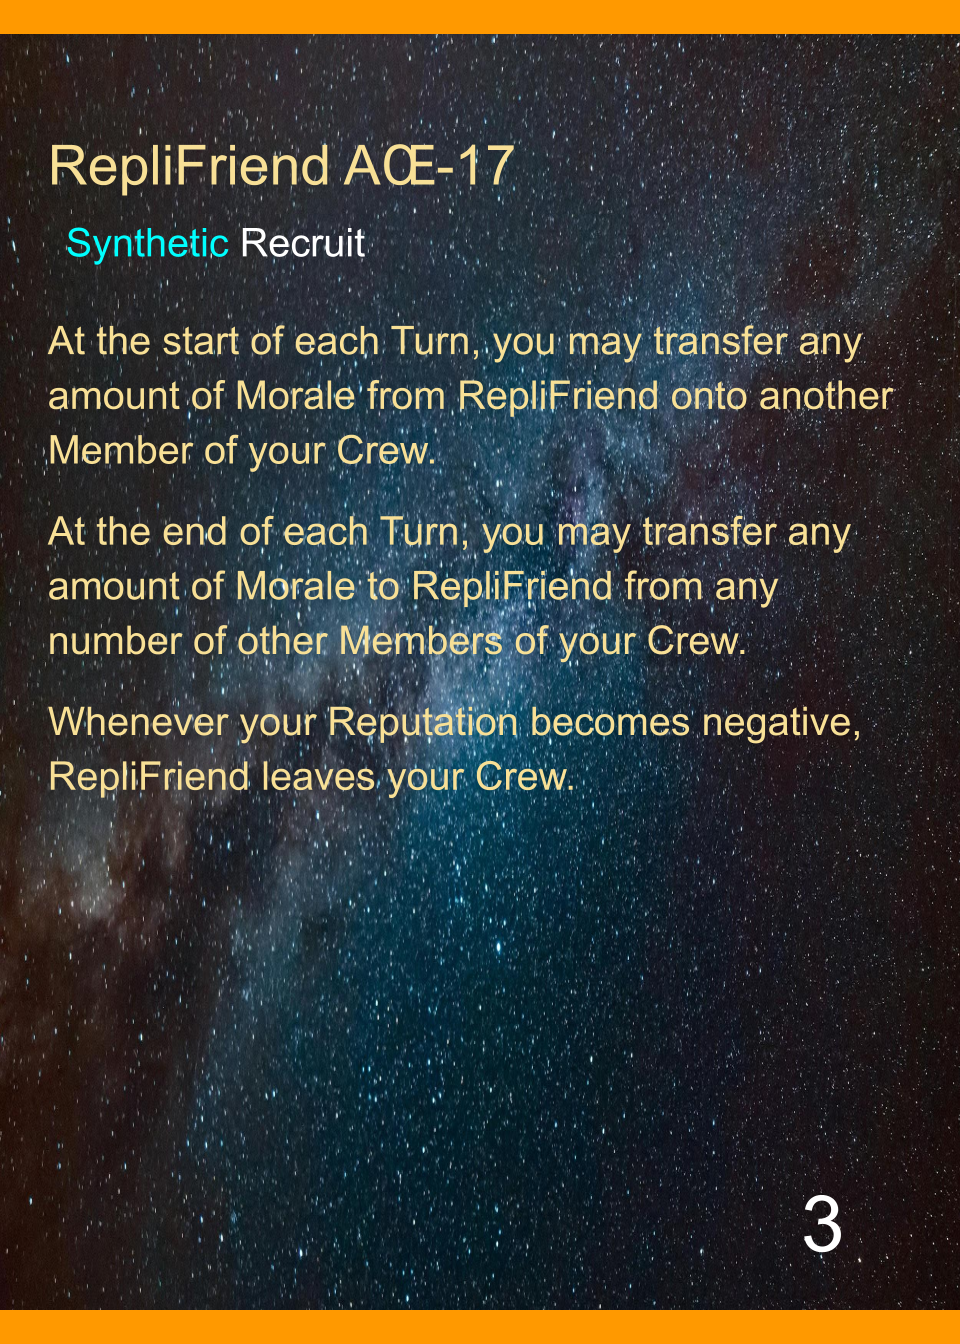 RepliFriend AŒ-17
Synthetic Recruit
At the start of each Turn, you may transfer any
amount of Morale from RepliFriend onto another
Member of your Crew.
At the end of each Turn, you may transfer any
amount of Morale to RepliFriend from any
number of other Members of your Crew.
Whenever your Reputation becomes negative,
RepliFriend leaves your Crew.
3